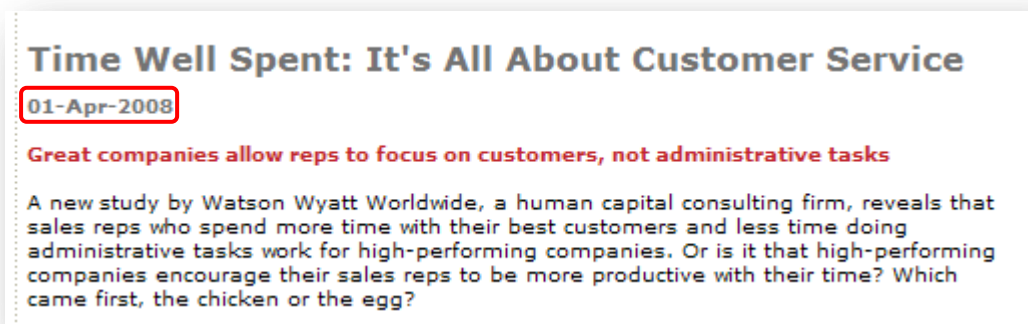 Time Well Spent: It's All About Customer Service
01-Apr-2008
Great companies allow reps to focus on customers, not administrative tasks
A new study by Watson Wyatt Worldwide, a human capital consulting firm, reveals that
sales reps who spend more time with their best customers and less time doing
administrative tasks work for high-performing companies. Or is it that high-performing
companies encourage their sales reps to be more productive with their time? Which
came first, the chicken or the egg?